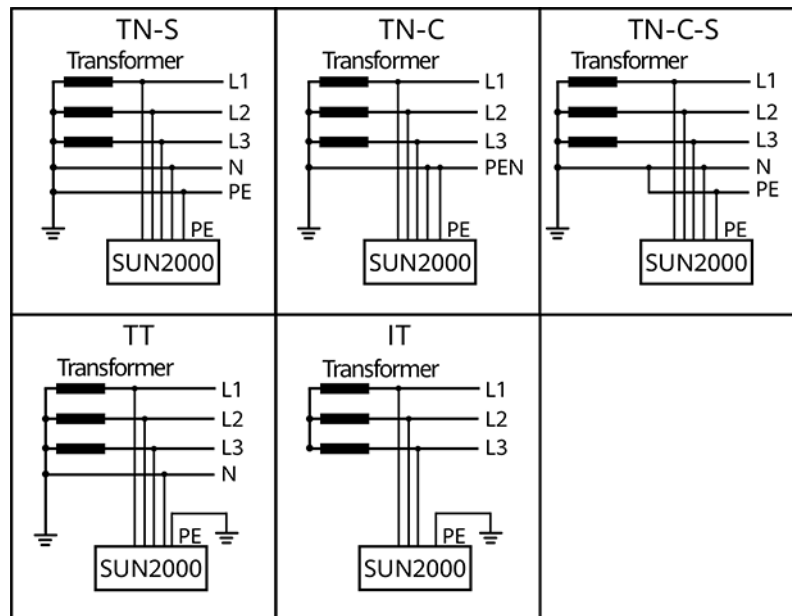 TN-S
Transformer
L1
L2
L3
N
PE
PE
SUN2000
TN-C
Transformer
L1
L2
L3
PEN
PE
SUN2000
TN-C-S
Transformer
L1
L2
L3
N
PE
PE
SUN2000
TT
Transformer
L1
L2
L3
N
PE
SUN2000
IT
Transformer
L1
L2
L3
PE
SUN2000